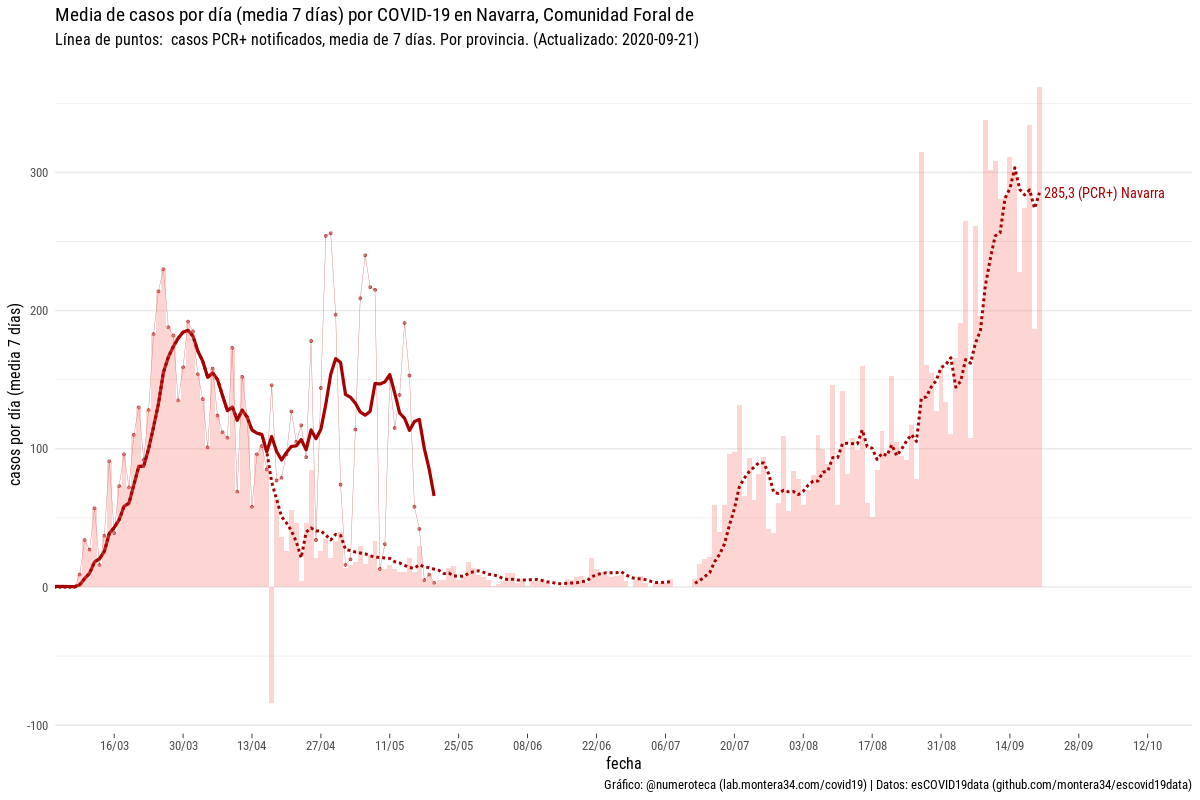 Media de casos por día (media 7 días) por COVID-19 en Navarra, Comunidad Foral de
Línea de puntos:  casos PCR+ notificados, media de 7 días. Por provincia. (Actualizado: 2020-09-21)
casos por día (media 7 días)
300
200
100
0
-100
285,3 (PCR+) Navarra
16/03 30/03 13/04 27/04 11/05 25/05 08/06 22/06 06/07 20/07 03/08 17/08 31/08 14/09 28/09 12/10
fecha
Gráfico: @numeroteca (lab.montera34.com/covid19) | Datos: esCOVID19data (github.com/montera34/escovid19data)